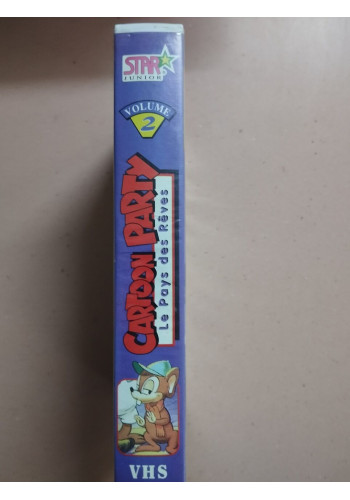 STAR
JUNIOR
VOLUME
2
CARTOON PARTY
Le Pays des Rêves
VHS